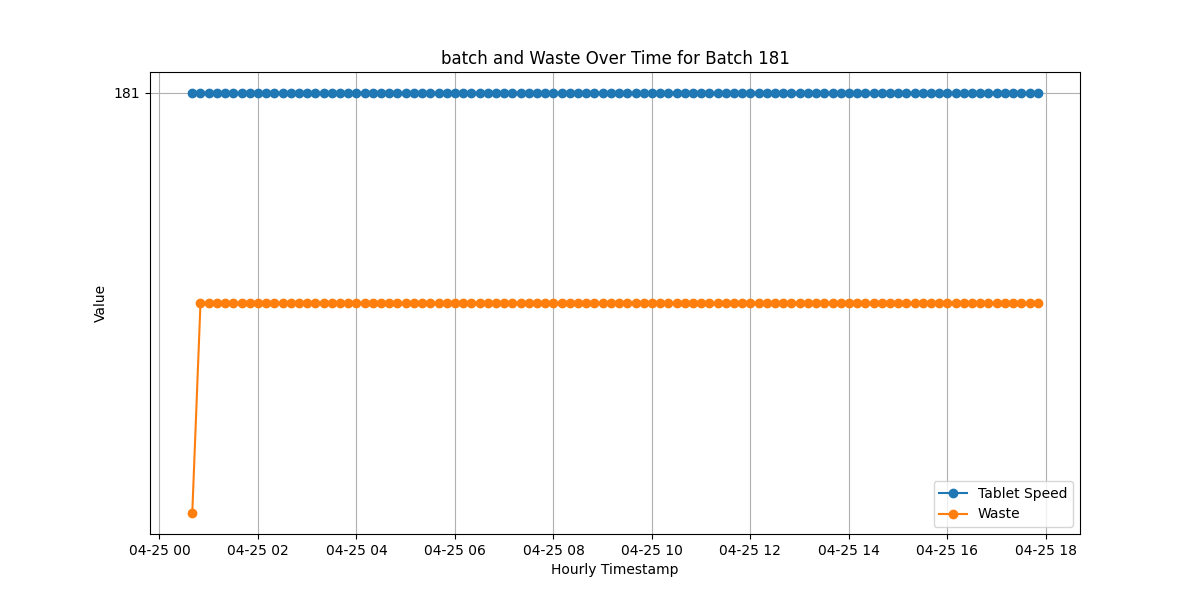 batch and Waste Over Time for Batch 181
181
Value
Tablet Speed
Waste
04-25 00 04-25 02 04-25 04 04-25 06 04-25 08 04-25 10 04-25 12 04-25 14 04-25 16 04-25 18
Hourly Timestamp